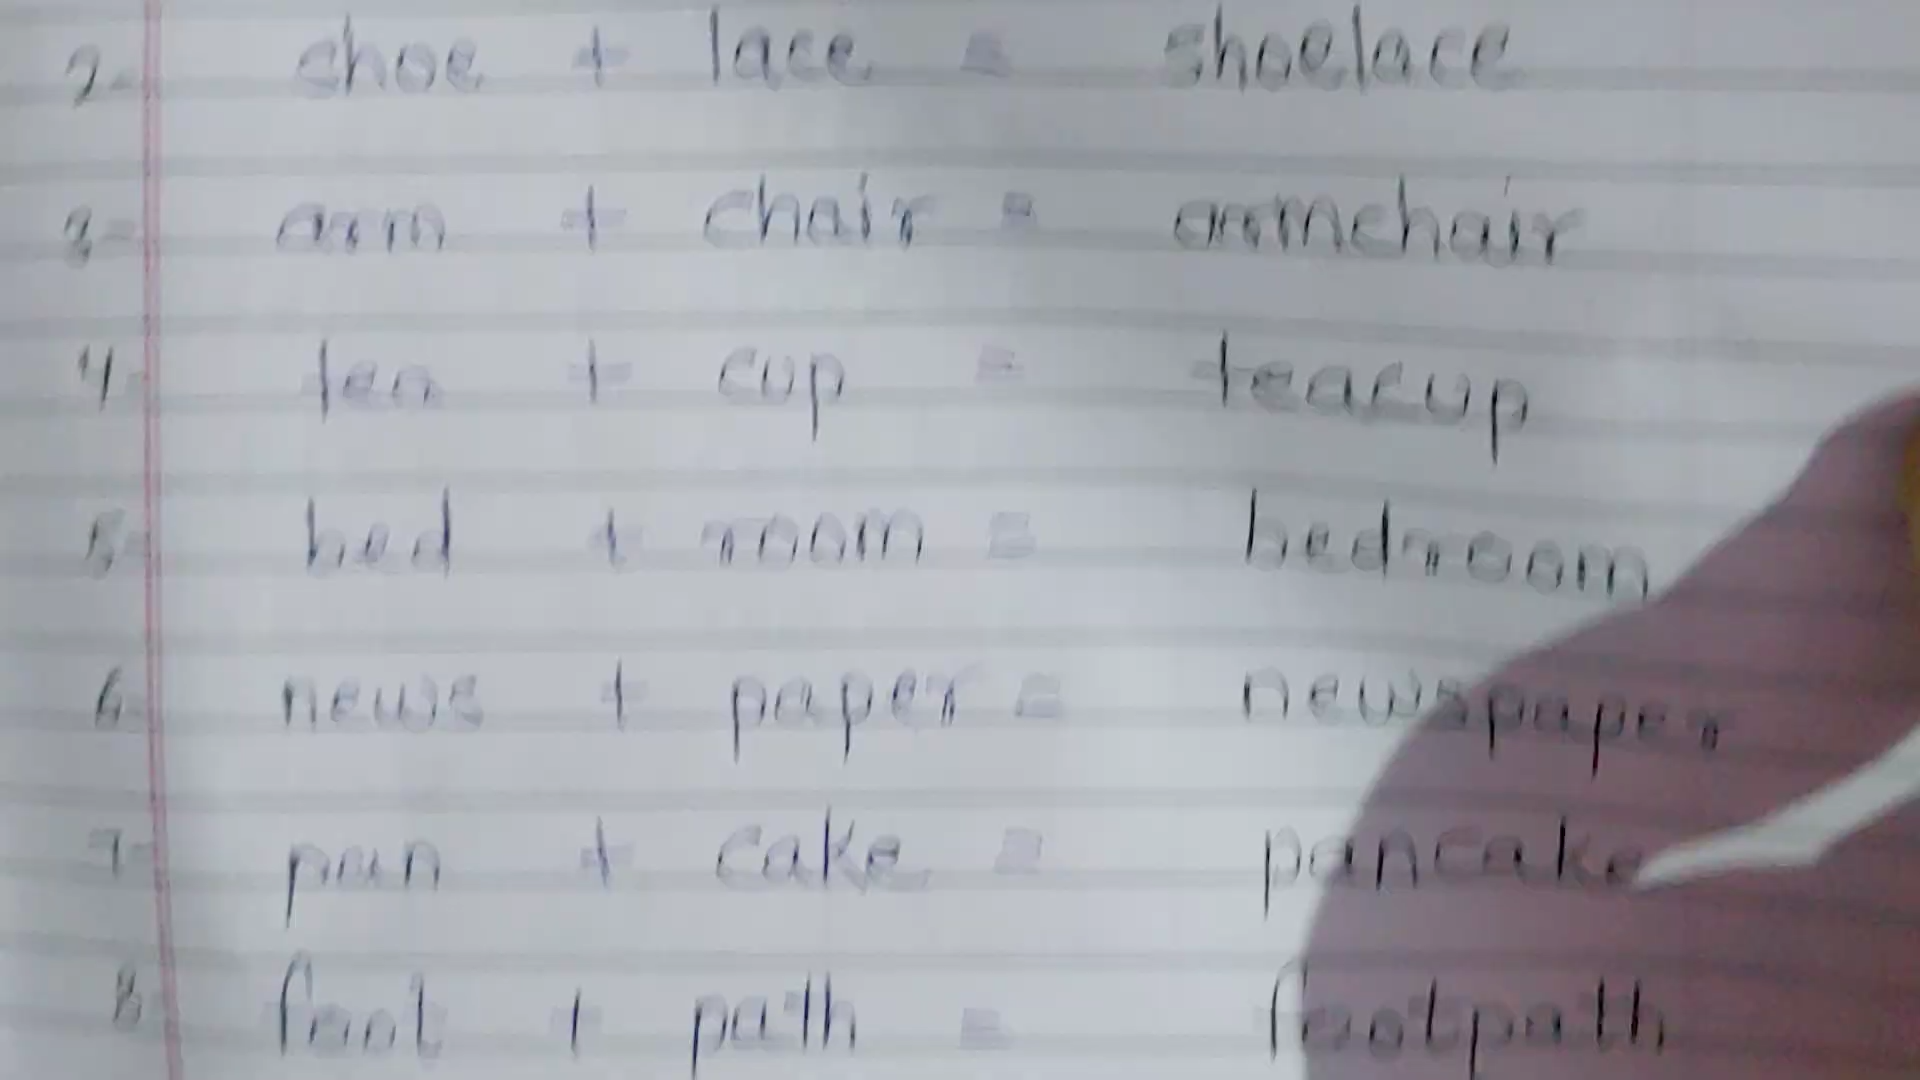 2- shoe + lace = shoelace
3- arm + chair = armchair
4- tea + cup = teacup
5- bed + room = bedroom
6- news + paper = newspaper
7- pan + cake = pancake
8- foot + path = footpath